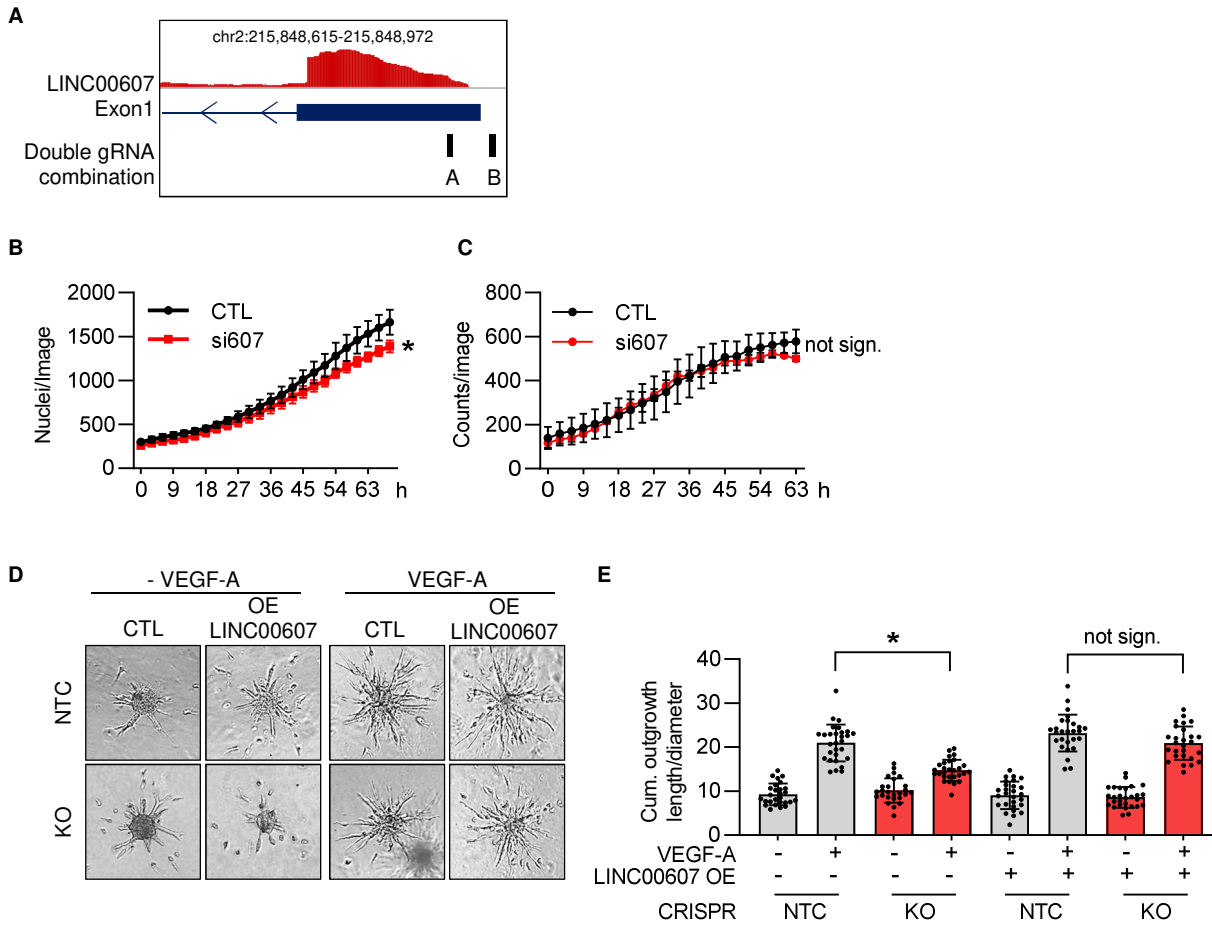 A
chr2:215,848,615-215,848,972
LINC00607
Exon1
Double gRNA
combination
A B
B
2000
1500
1000
500
0
Nuclei/Image
CTL
si607
*
0 9 18 27 36 45 54 63 h
C
800
600
400
200
0
Counts/image
CTL
si607
not sign.
0 9 18 27 36 45 54 63 h
D
- VEGF-A VEGF-A
CTL OE LINC00607 CTL OE LINC00607
NTC
KO
E
* not sign.
40
30
20
10
0
Cum. outgrowth
length/diameter
VEGF-A - + - + - + - +
LINC00607 OE - - - - + + + +
CRISPR NTC KO NTC KO